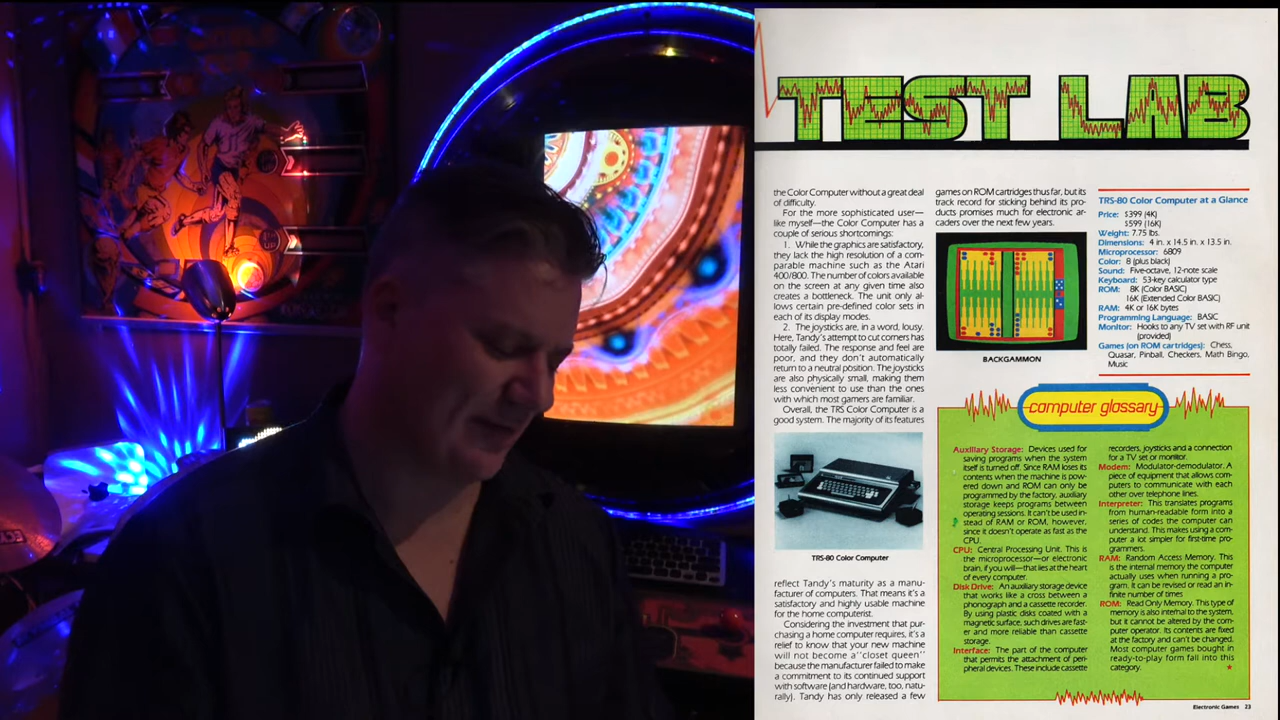 TEST LAB
the Color Computer without a great deal
of difficulty.
For the more sophisticated user—
like myself—the Color Computer has a
couple of serious shortcomings:
1. While the graphics are satisfactory,
they lack the high resolution of a com-
parable machine such as the Atari
400/800. The number of colors available
on the screen at any given time also
creates a bottleneck. The unit only al-
lows certain pre-defined color sets in
each of its display modes.
2. The joysticks are, in a word, lousy.
Here, Tandy's attempt to cut corners has
totally failed. The response and feel are
poor, and they don't automatically
return to a neutral position. The joysticks
are also physically small, making them
less convenient to use than the ones
with which most gamers are familiar.
Overall, the TRS Color Computer is a
good system. The majority of its features
TRS-80 Color Computer
reflect Tandy's maturity as a manu-
facturer of computers. That means it's a
satisfactory and highly usable machine
for the home computerist.
Considering the investment that pur-
chasing a home computer requires, it's a
relief to know that your new machine
will not become a "closet queen"
because the manufacturer failed to make
a commitment to its continued support
with software (and hardware, too, natu-
rally). Tandy has only released a few
games on ROM cartridges thus far, but its
track record for sticking behind its pro-
ducts promises much for electronic ar-
caders over the next few years.
BACKGAMMON
TRS-80 Color Computer at a Glance
Price: $399 (4K)
$599 (16K)
Weight: 7.75 lbs.
Dimensions: 4 in. x 14.5 in. x 13.5 in.
Microprocessor: 6809
Color: 8 (plus black)
Sound: Five-octave, 12-note scale
Keyboard: 53-key calculator type
ROM: 8K (Color BASIC)
16K (Extended Color BASIC)
RAM: 4K or 16K bytes
Programming Language: BASIC
Monitor: Hooks to any TV set with RF unit
(provided)
Games (on ROM cartridges): Chess,
Quasar, Pinball, Checkers, Math Bingo,
Music
computer glossary
Auxiliary Storage: Devices used for
saving programs when the system
itself is turned off. Since RAM loses its
contents when the machine is pow-
ered down and ROM can only be
programmed by the factory, auxiliary
storage keeps programs between
operating sessions. It can't be used in-
stead of RAM or ROM, however,
since it doesn't operate as fast as the
CPU.
CPU: Central Processing Unit. This is
the microprocessor—or electronic
brain, if you will—that lies at the heart
of every computer.
Disk Drive: An auxiliary storage device
that works like a cross between a
phonograph and a cassette recorder.
By using plastic disks coated with a
magnetic surface, such drives are fast-
er and more reliable than cassette
storage.
Interface: The part of the computer
that permits the attachment of peri-
pheral devices. These include cassette
recorders, joysticks and a connection
for a TV set or monitor.
Modem: Modulator-demodulator. A
piece of equipment that allows com-
puters to communicate with each
other over telephone lines.
Interpreter: This translates programs
from human-readable form into a
series of codes the computer can
understand. This makes using a com-
puter a lot simpler for first-time pro-
grammers.
RAM: Random Access Memory. This
is the internal memory the computer
actually uses when running a pro-
gram. It can be revised or read an in-
finite number of times
ROM: Read Only Memory. This type of
memory is also internal to the system,
but it cannot be altered by the com-
puter operator. Its contents are fixed
at the factory and can't be changed.
Most computer games bought in
ready-to-play form fall into this
category.
Electronic Games 23